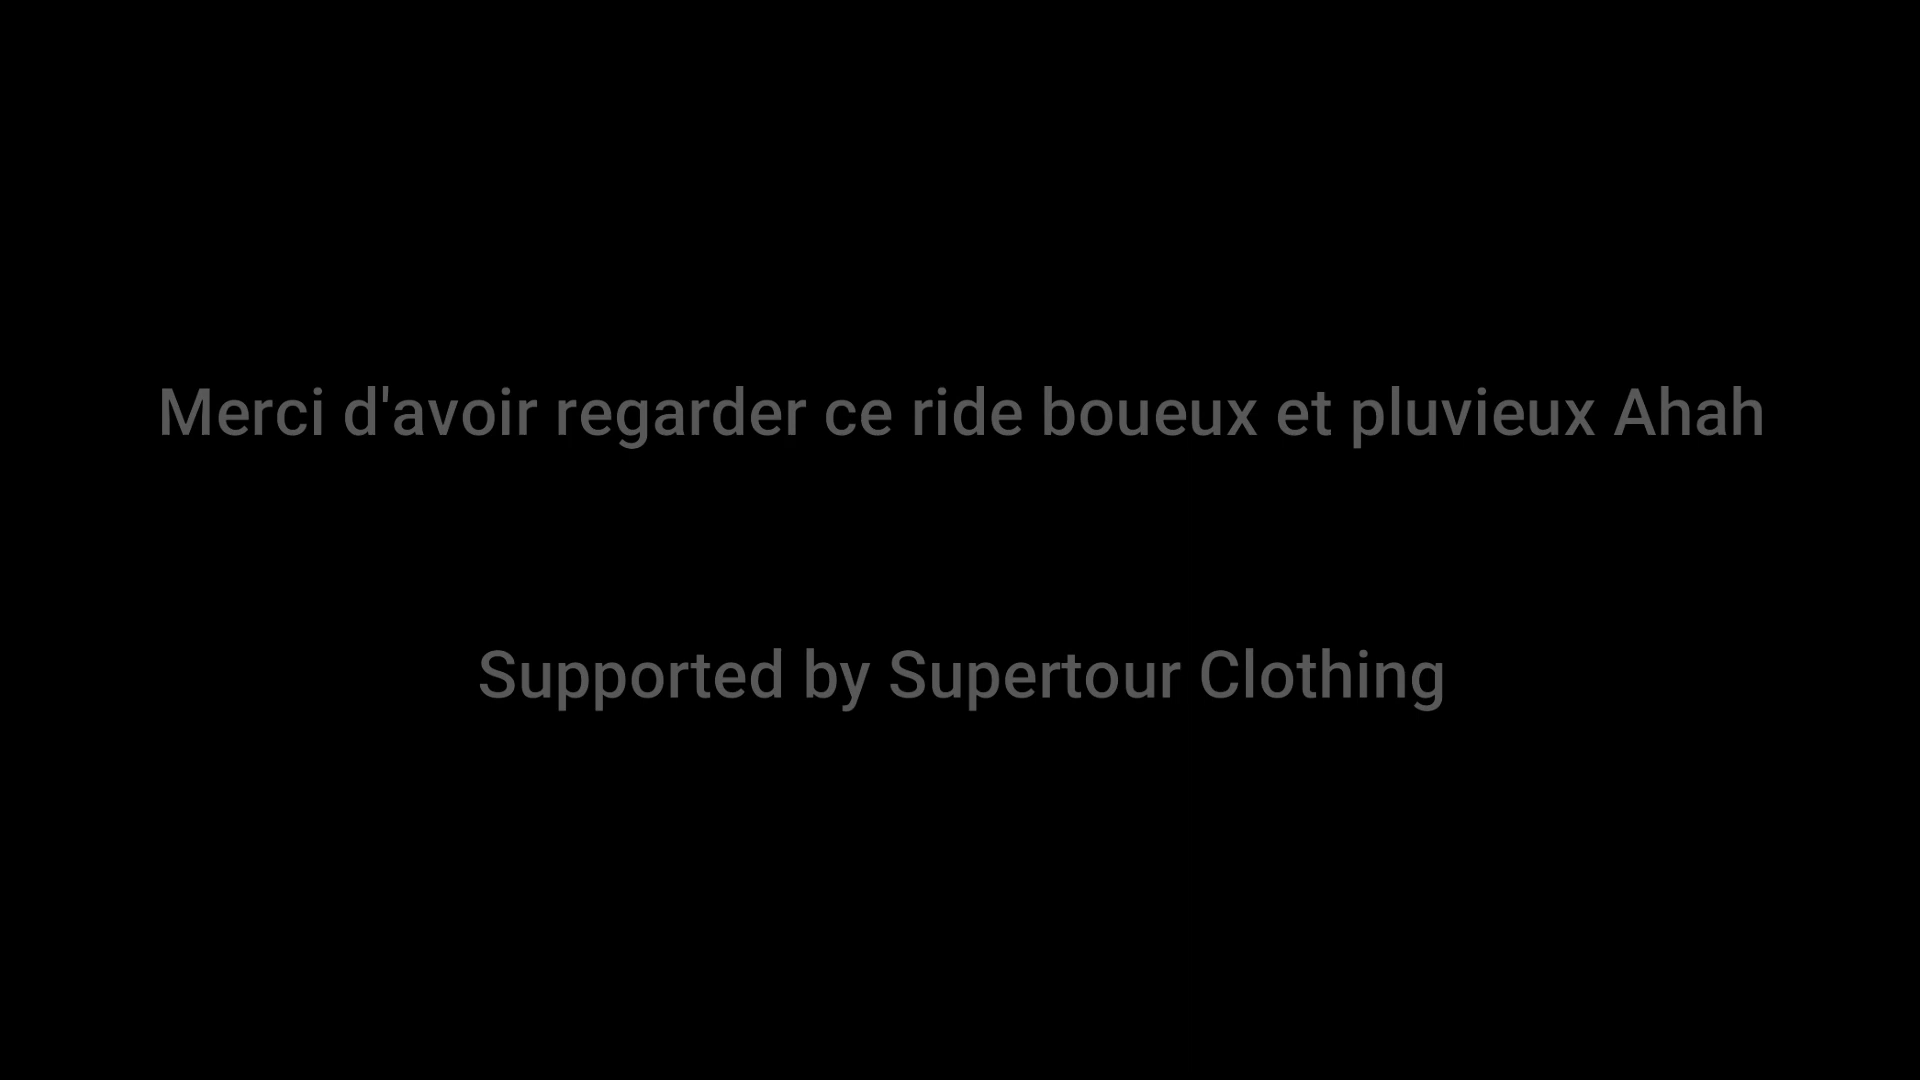 Merci d'avoir regarder ce ride boueux et pluvieux Ahah
Supported by Supertour Clothing